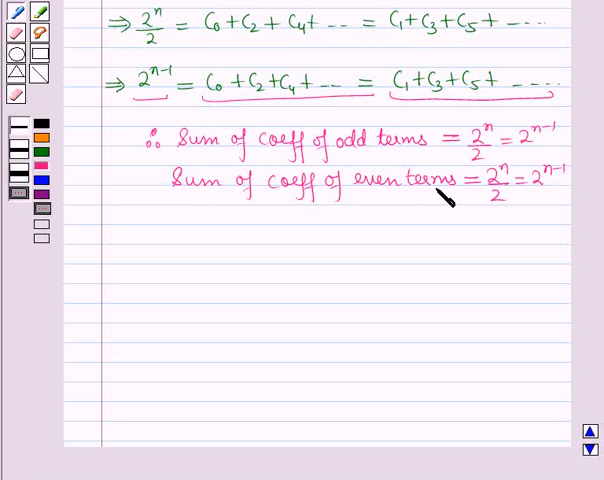 ⇒ 2ⁿ/2 = C₀ + C₂ + C₄ + ---- = C₁ + C₃ + C₅ + ----
⇒ 2ⁿ⁻¹ = C₀ + C₂ + C₄ + ---- = C₁ + C₃ + C₅ + ----
∴ Sum of coeff of odd terms = 2ⁿ/2 = 2ⁿ⁻¹
Sum of coeff of even terms = 2ⁿ/2 = 2ⁿ⁻¹